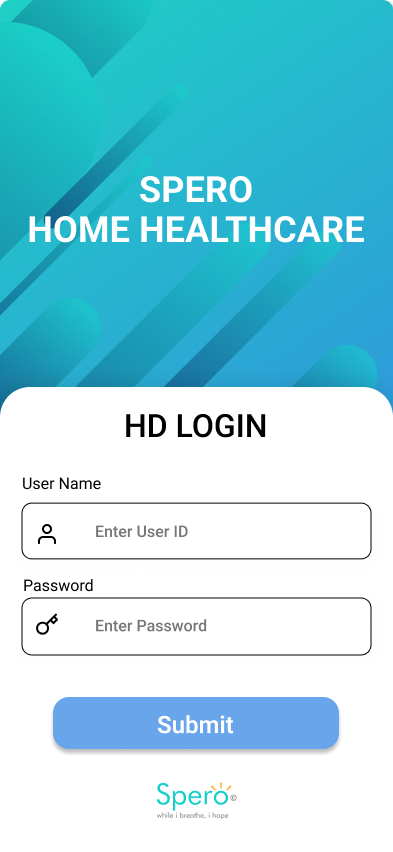 SPERO
HOME HEALTHCARE
HD LOGIN
User Name
Enter User ID
Password
Enter Password
Submit
Spero©
while i breathe, i hope